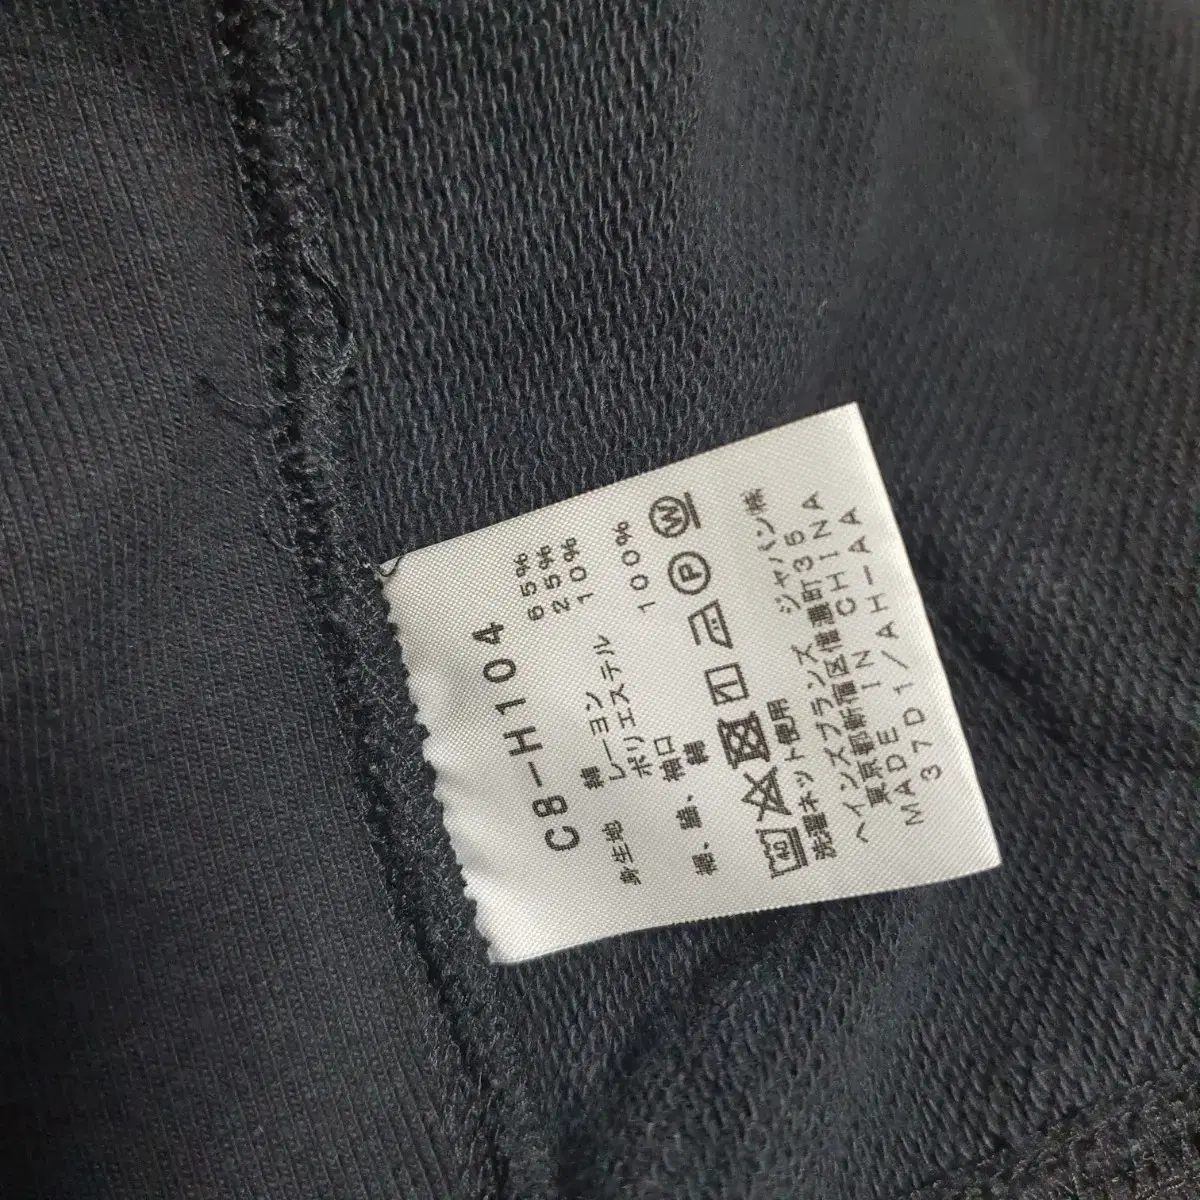 C8-H104
身生地 綿 65%
レーヨン 25%
ポリエステル 10%
袖口
脇、 綿 100%
40 P W
洗濯ネット使用
ヘインズブランズ ジャパン㈱
東京都新宿区信濃町35
MADE IN CHINA
37D1/AH-AA